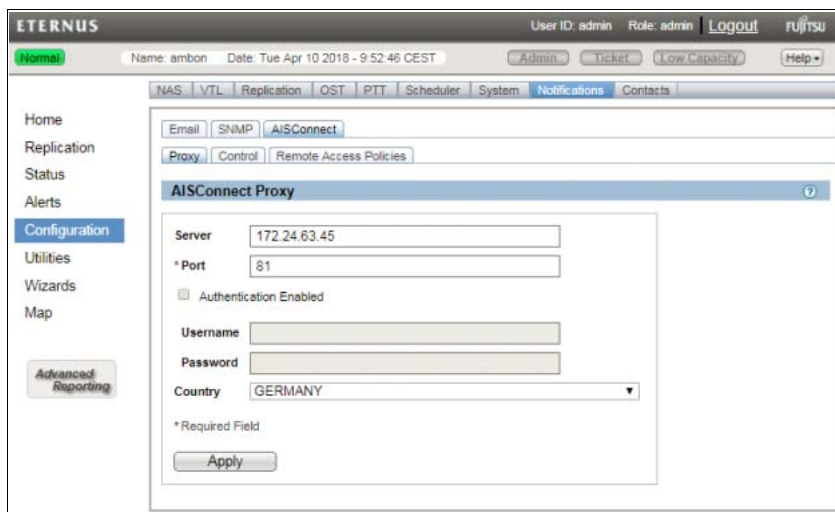 ETERNUS User ID: admin Role: admin Logout FUJITSU
Normal Name: ambon Date: Tue Apr 10 2018 - 9:52:46 CEST Admin Ticket Low Capacity Help
NAS VTL Replication OST PTT Scheduler System Notifications Contacts
Home
Replication
Status
Alerts
Configuration
Utilities
Wizards
Map
Advanced
Reporting
Email SNMP AISConnect
Proxy Control Remote Access Policies
AISConnect Proxy ?
Server 172.24.63.45
*Port 81
Authentication Enabled
Username
Password
Country GERMANY
*Required Field
Apply